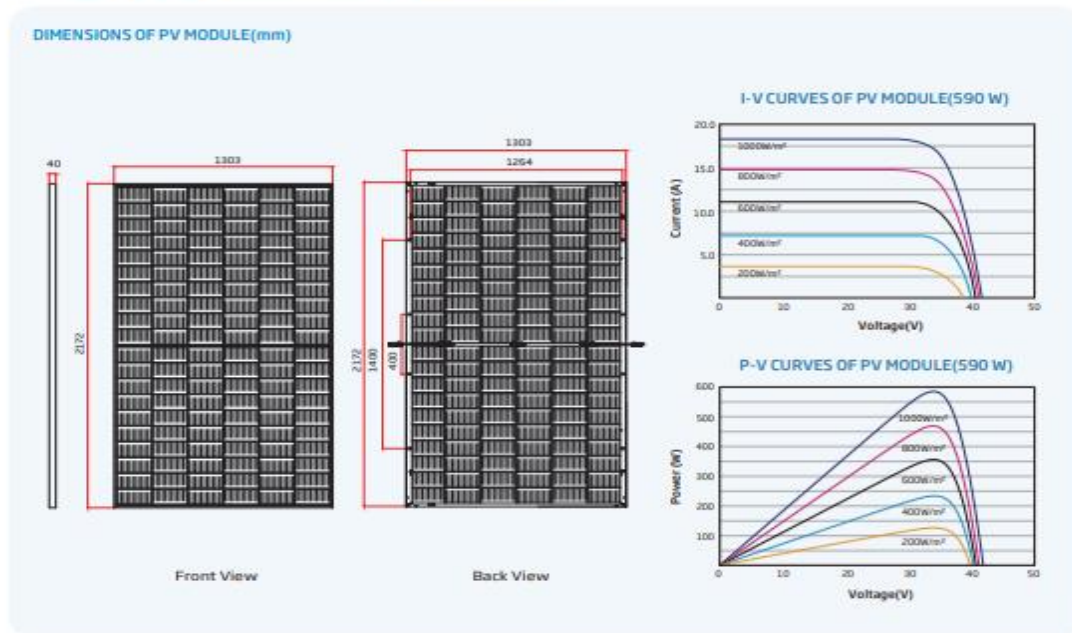 DIMENSIONS OF PV MODULE(mm)
40
1303
2172
Front View
1303
1264
2172
1400
400
Back View
I-V CURVES OF PV MODULE(590 W)
20.0
15.0
10.0
5.0
Current (A)
1000W/m²
800W/m²
600W/m²
400W/m²
200W/m²
0
10
20
30
40
50
Voltage(V)
P-V CURVES OF PV MODULE(590 W)
600
500
400
300
200
100
Power (W)
1000W/m²
800W/m²
600W/m²
400W/m²
200W/m²
0
10
20
30
40
50
Voltage(V)